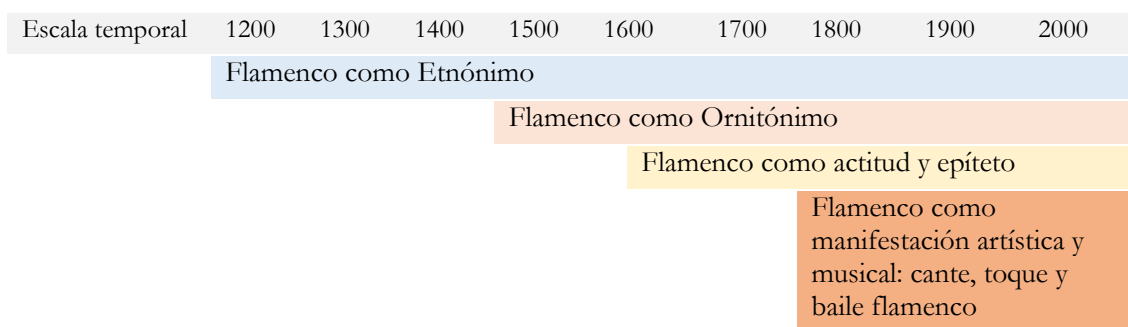 Escala temporal 1200 1300 1400 1500 1600 1700 1800 1900 2000
Flamenco como Etnónimo
Flamenco como Ornitónimo
Flamenco como actitud y epíteto
Flamenco como
manifestación artística y
musical: cante, toque y
baile flamenco